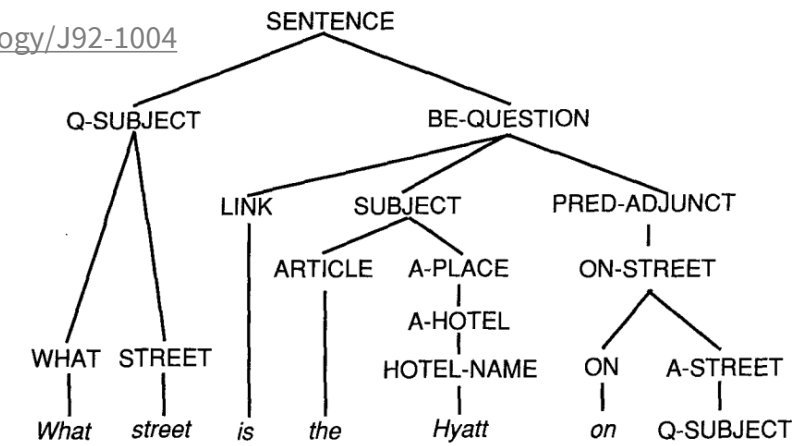 SENTENCE
ogy/J92-1004
Q-SUBJECT BE-QUESTION
LINK SUBJECT PRED-ADJUNCT
ARTICLE A-PLACE ON-STREET
A-HOTEL
WHAT STREET HOTEL-NAME ON A-STREET
What street is the Hyatt on Q-SUBJECT